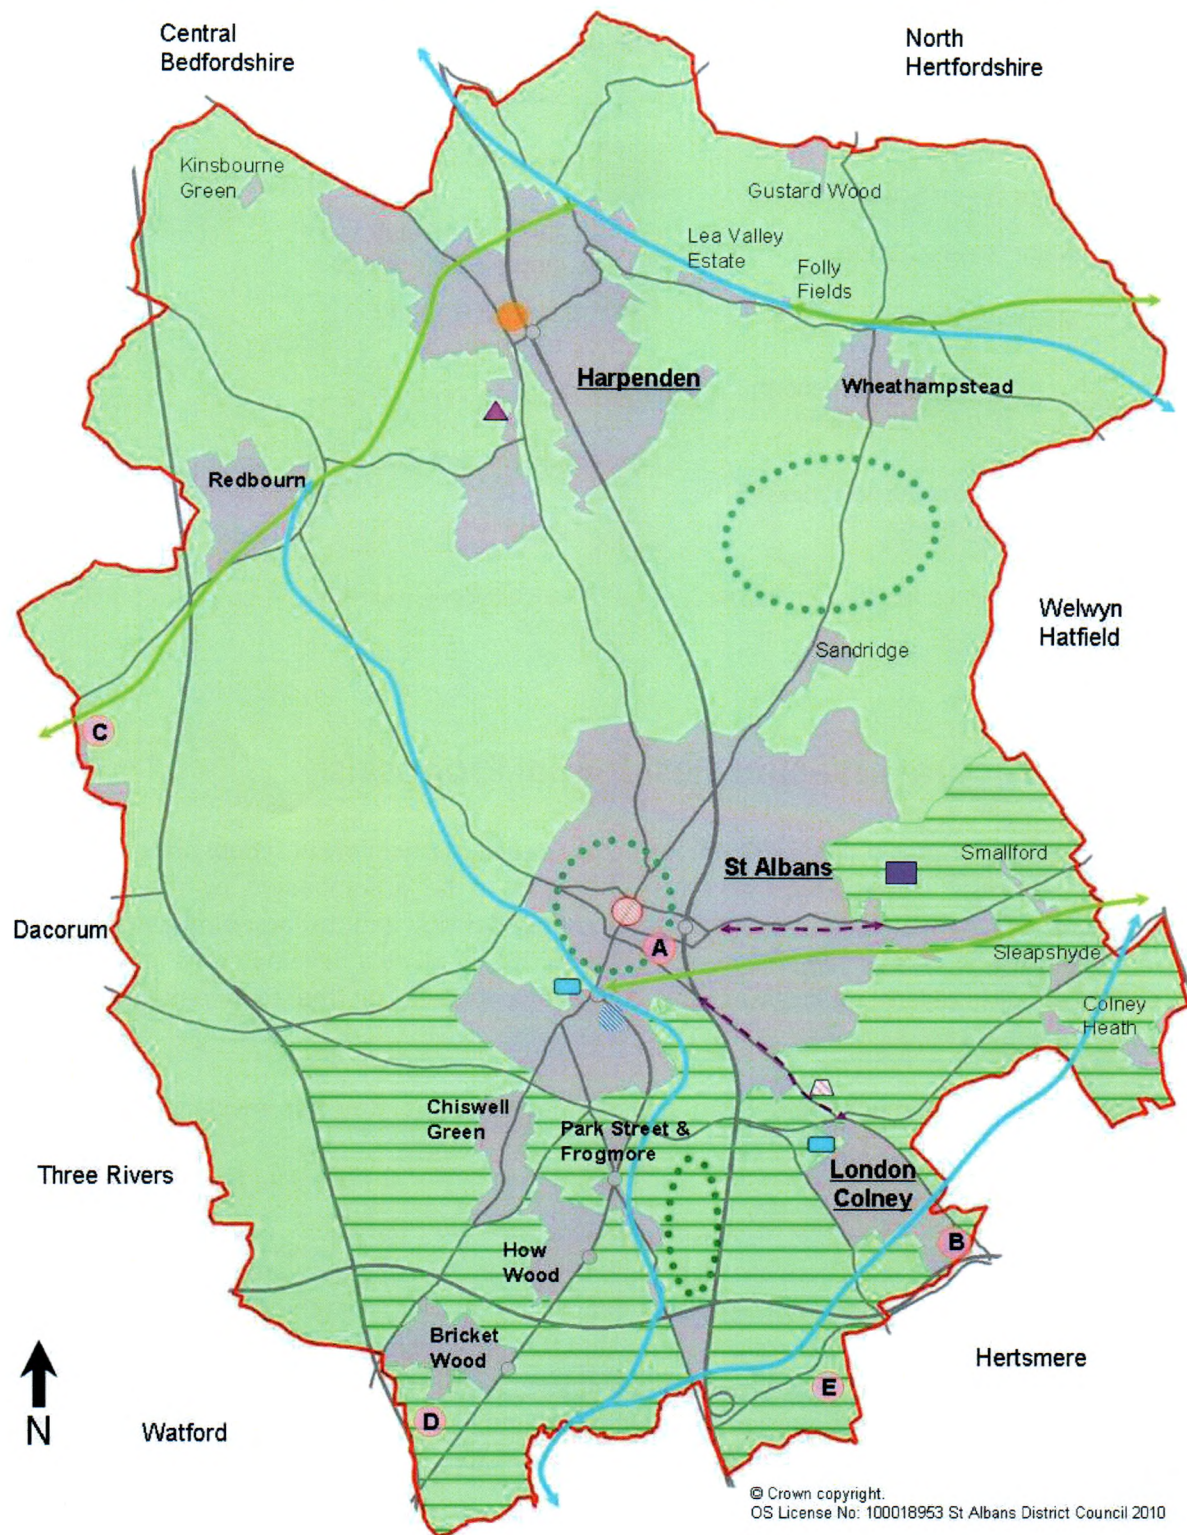 Central
Bedfordshire
North
Hertfordshire
Kinsbourne
Green
Gustard Wood
Lea Valley
Estate
Folly
Fields
Harpenden
Wheathampstead
Redbourn
Welwyn
Hatfield
Sandridge
C
St Albans
Smallford
Dacorum
A
Sleapshyde
Colney
Heath
Chiswell
Green
Park Street &
Frogmore
Three Rivers
London
Colney
B
How
Wood
Bricket
Wood
Hertsmere
E
D
N
Watford
© Crown copyright.
OS License No: 100018953 St Albans District Council 2010